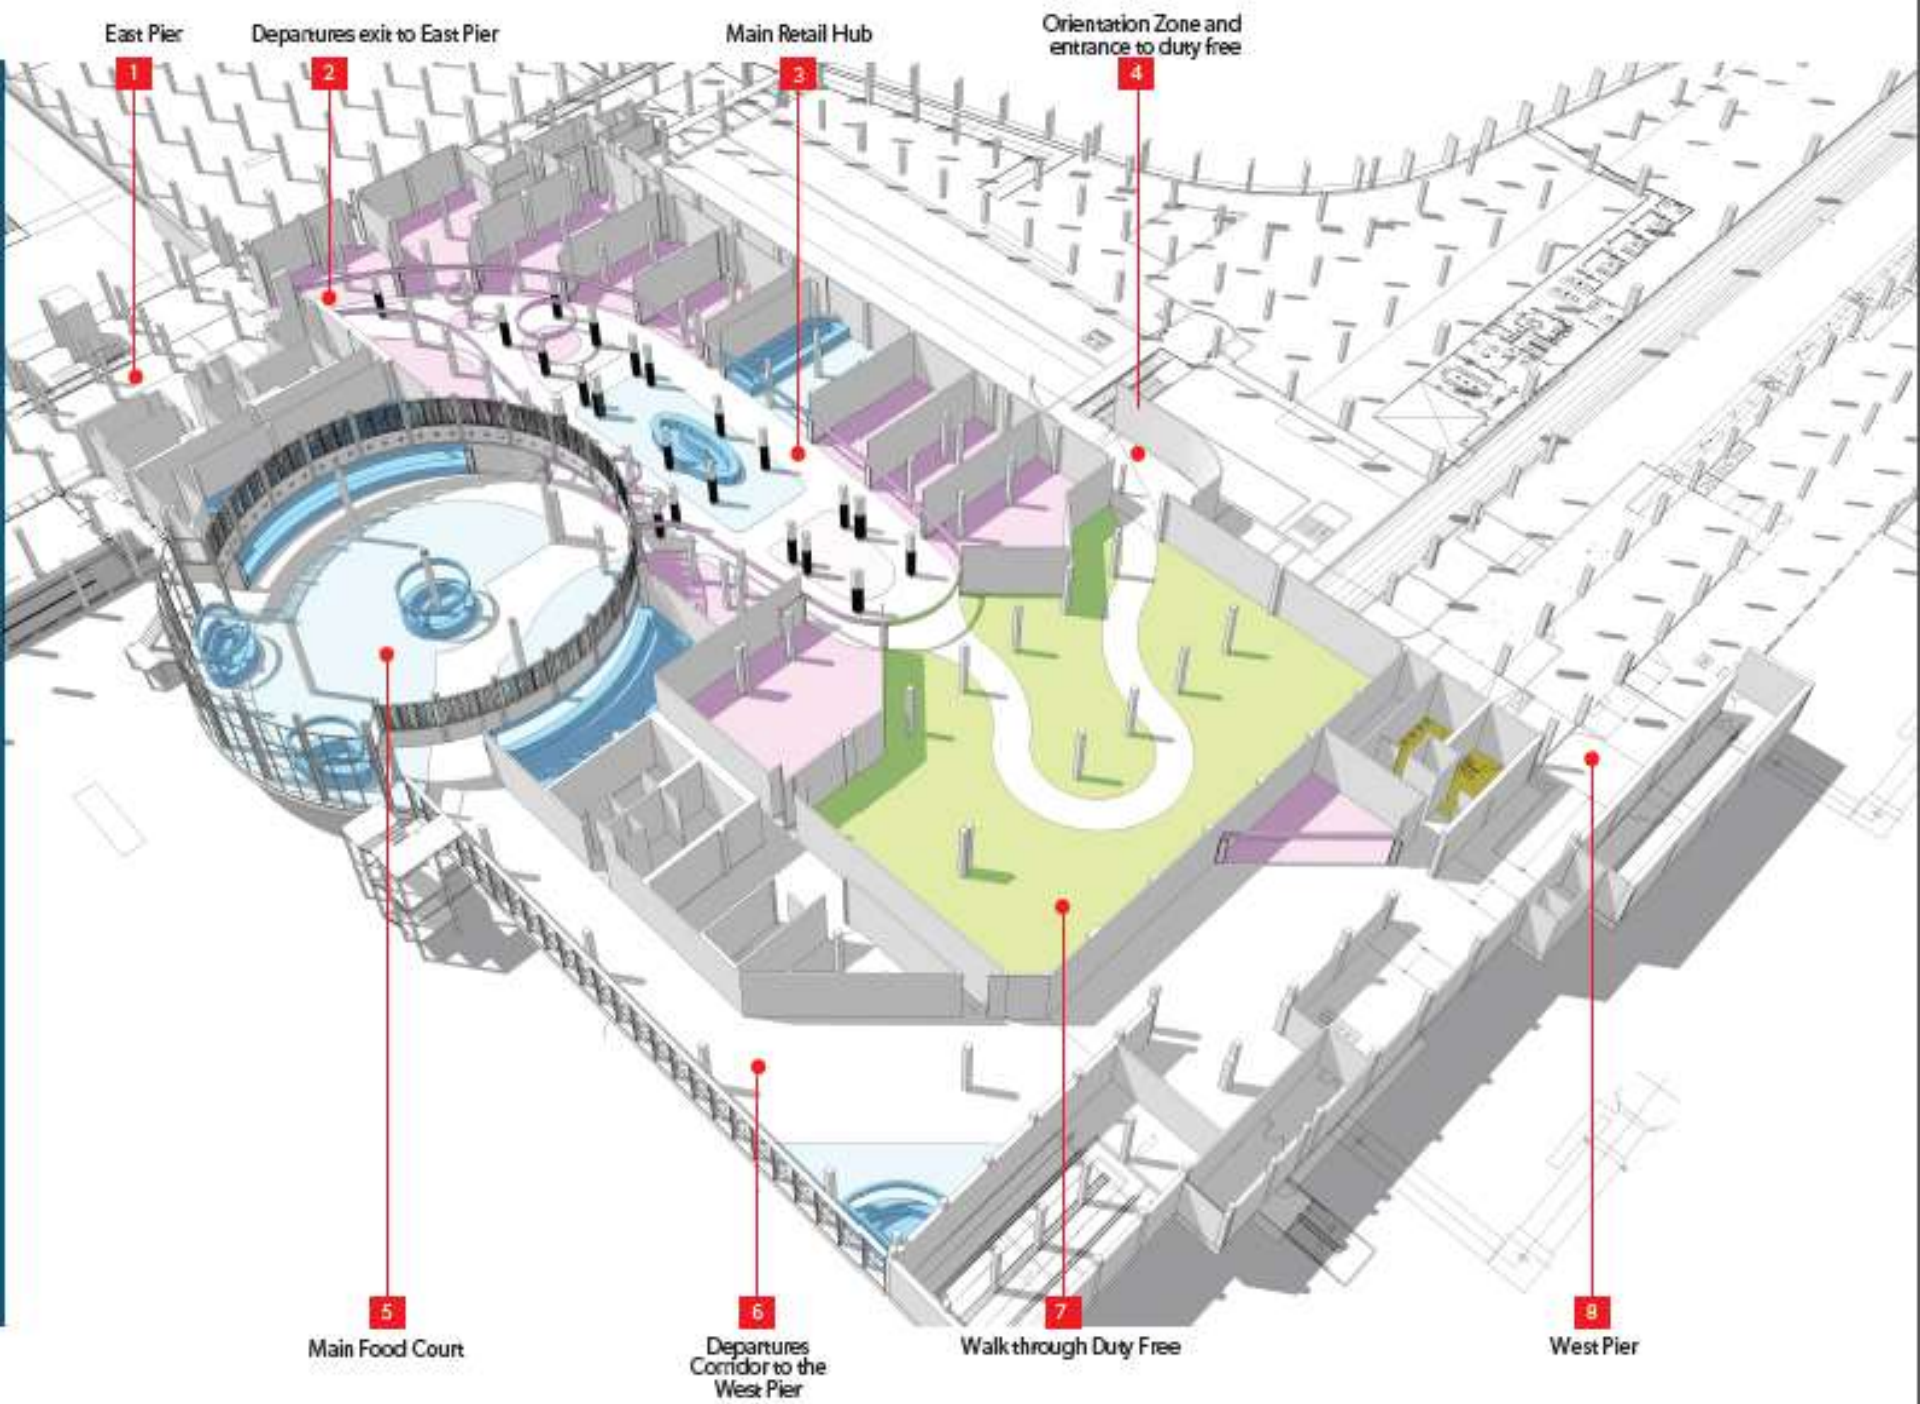 East Pier
1
Departures exit to East Pier
2
Main Retail Hub
3
Orientation Zone and
entrance to duty free
4
5
Main Food Court
6
Departures
Corridor to the
West Pier
7
Walk through Duty Free
8
West Pier